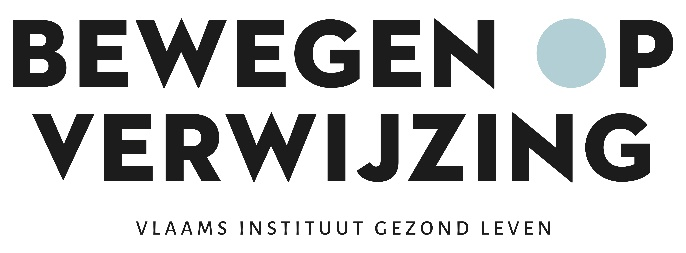 BEWEGEN OP
VERWIJZING
VLAAMS INSTITUUT GEZOND LEVEN